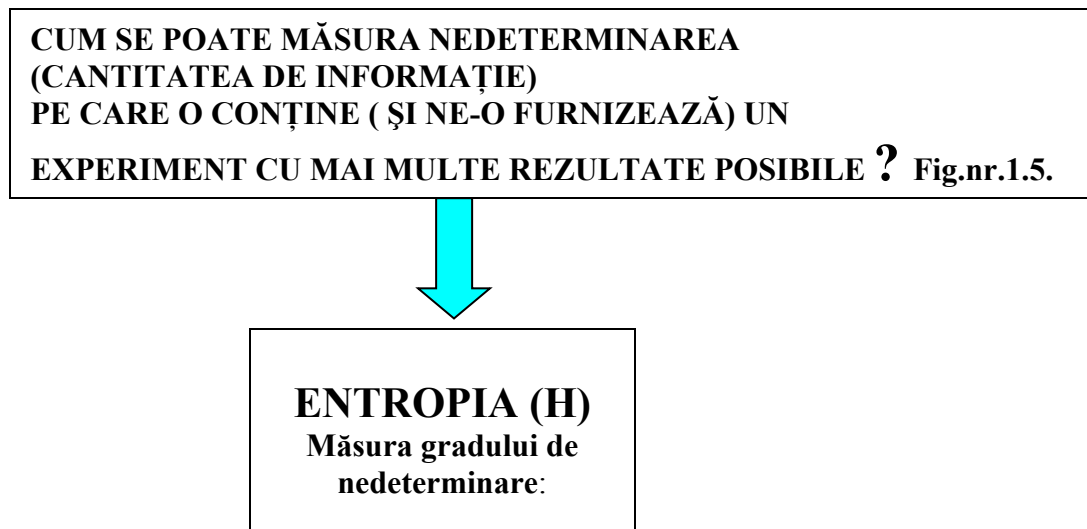 CUM SE POATE MĂSURA NEDETERMINAREA
(CANTITATEA DE INFORMAȚIE)
PE CARE O CONȚINE ( ŞI NE-O FURNIZEAZĂ) UN
EXPERIMENT CU MAI MULTE REZULTATE POSIBILE ? Fig.nr.1.5.
ENTROPIA (H)
Măsura gradului de
nedeterminare: